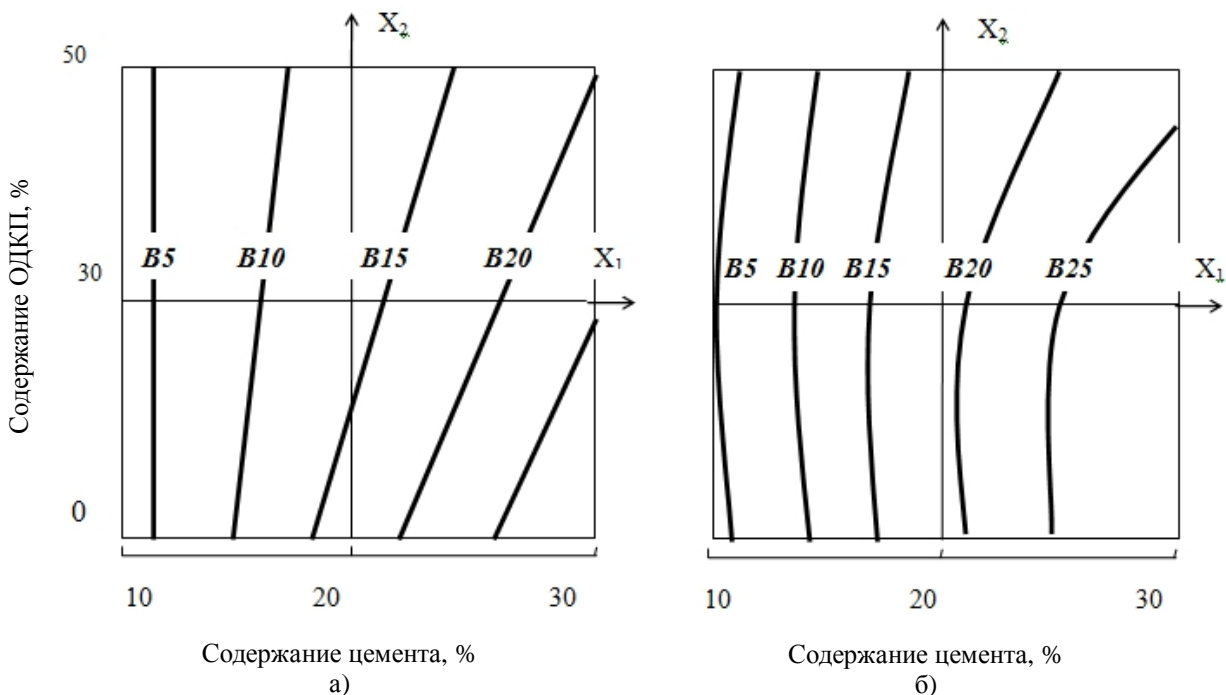 X₂
50
Содержание ОДКП, %
30
0
B5
B10
B15
B20
X₁
10
20
30
Содержание цемента, %
а)
X₂
B5
B10
B15
B20
B25
X₁
10
20
30
Содержание цемента, %
б)